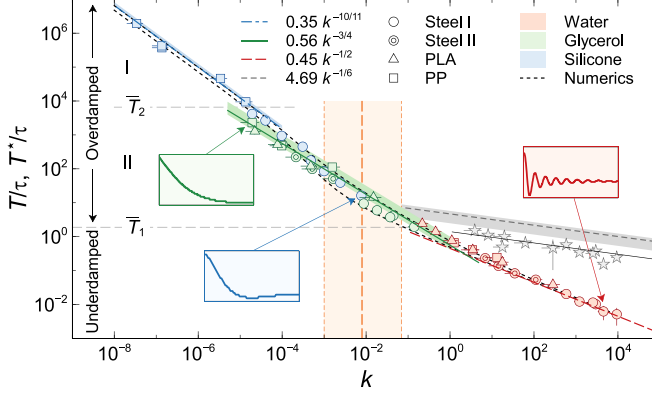 0.35 k^{-10/11} Steel I Water
0.56 k^{-3/4} Steel II Glycerol
0.45 k^{-1/2} PLA Silicone
4.69 k^{-1/6} PP Numerics
T/τ, T*/τ
Overdamped
Underdamped
I
II
T̅₂
T̅₁
10^6
10^4
10^2
10^0
10^{-2}
10^{-8} 10^{-6} 10^{-4} 10^{-2} 10^0 10^2 10^4
k